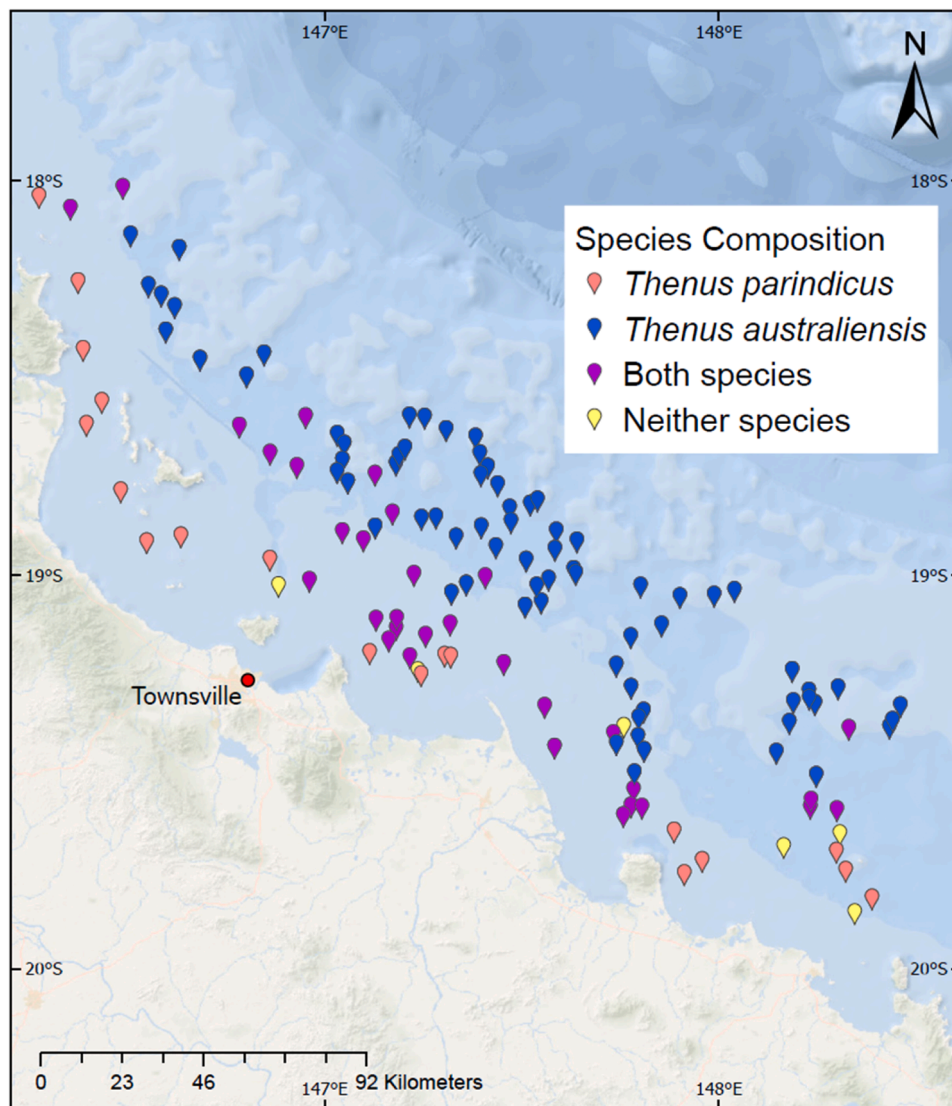 147°E 148°E
N
18°S 18°S
Species Composition
Thenus parindicus
Thenus australiensis
Both species
Neither species
19°S 19°S
Townsville
20°S 20°S
0 23 46 92 Kilometers
147°E 148°E